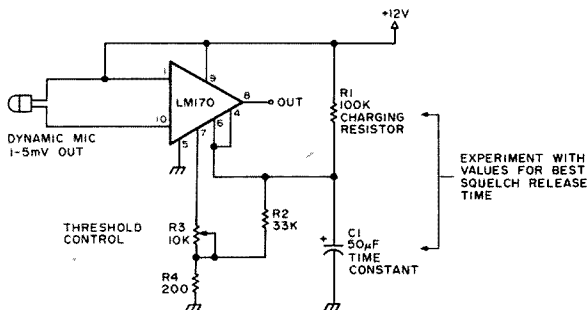 +12V
1
9
LM170
8
OUT
10
6
4
7
5
DYNAMIC MIC
1-5mV OUT
R1
100K
CHARGING
RESISTOR
EXPERIMENT WITH
VALUES FOR BEST
SQUELCH RELEASE
TIME
THRESHOLD
CONTROL
R3
10K
R2
33K
+
C1
50µF
TIME
CONSTANT
R4
200